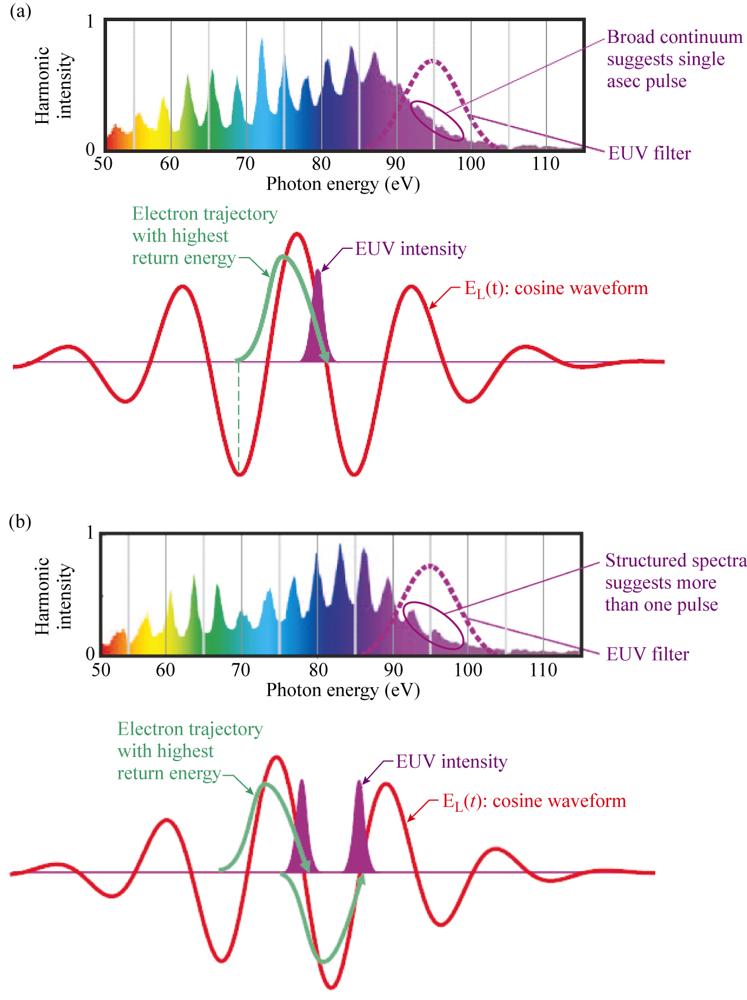 (a)
1
Harmonic
intensity
0
50 60 70 80 90 100 110
Photon energy (eV)
Broad continuum
suggests single
asec pulse
EUV filter
Electron trajectory
with highest
return energy
EUV intensity
EL(t): cosine waveform
(b)
1
Harmonic
intensity
0
50 60 70 80 90 100 110
Photon energy (eV)
Structured spectra
suggests more
than one pulse
EUV filter
Electron trajectory
with highest
return energy
EUV intensity
EL(t): cosine waveform